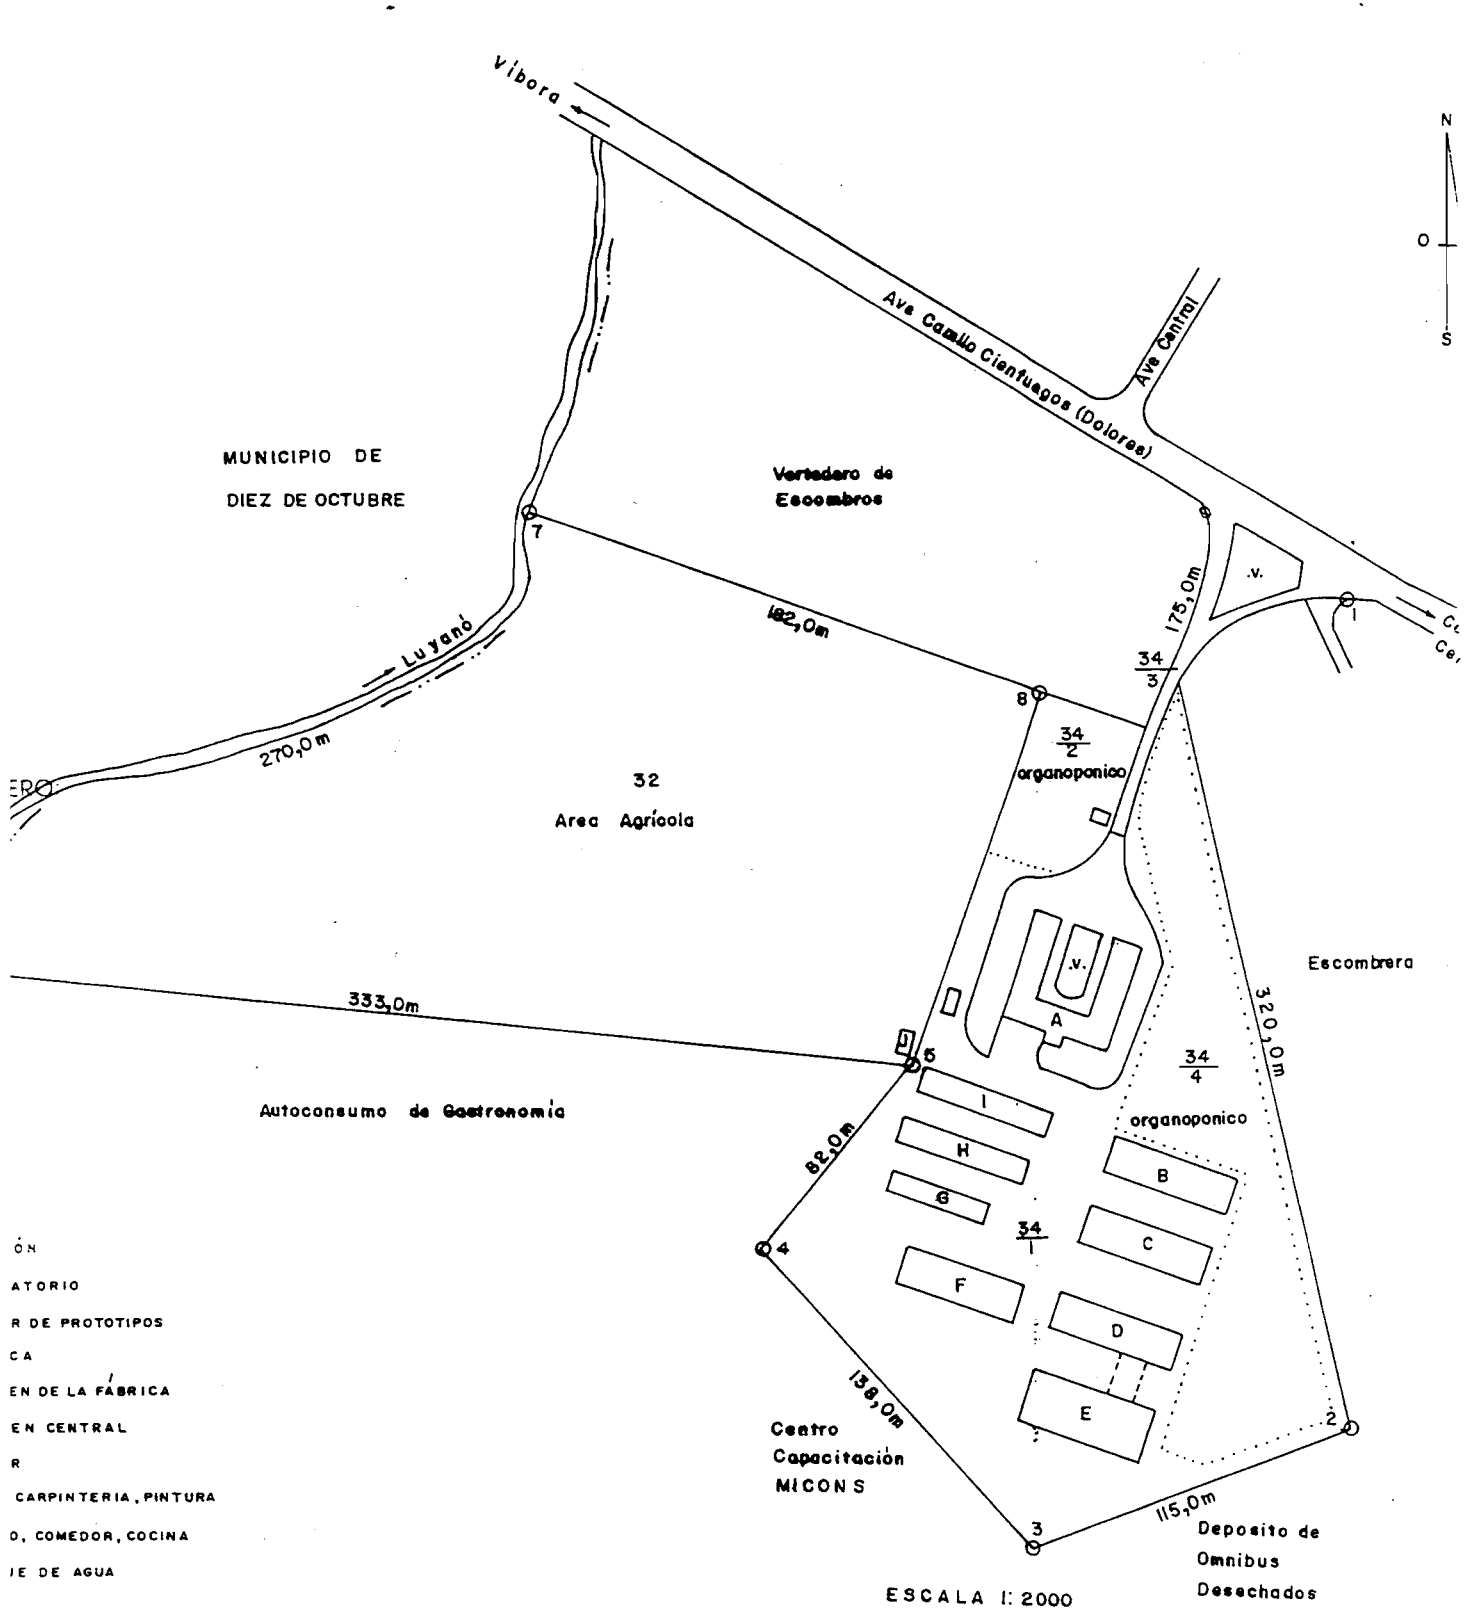 Víbora
N
O
S
Ave Central
Ave Camilo Cienfuagos (Dolores)
MUNICIPIO DE
DIEZ DE OCTUBRE
Vertedero de
Escombros
7
.v.
175,0m
1
182,0m
Luyanó
34
3
8
270,0m
34
2
organoponico
32
Area Agrícola
ERO
.v.
Escombrera
333,0m
A
320,0m
J
5
34
4
I
Autoconsumo de Gastronomía
organoponico
82,0m
H
B
G
34
1
C
4
F
D
ÓN
ATORIO
R DE PROTOTIPOS
CA
EN DE LA FÁBRICA
EN CENTRAL
R
CARPINTERIA, PINTURA
O, COMEDOR, COCINA
JE DE AGUA
138,0m
E
2
Centro
Capacitación
MICONS
115,0m
3
Deposito de
Omnibus
Desechados
ESCALA 1:2000